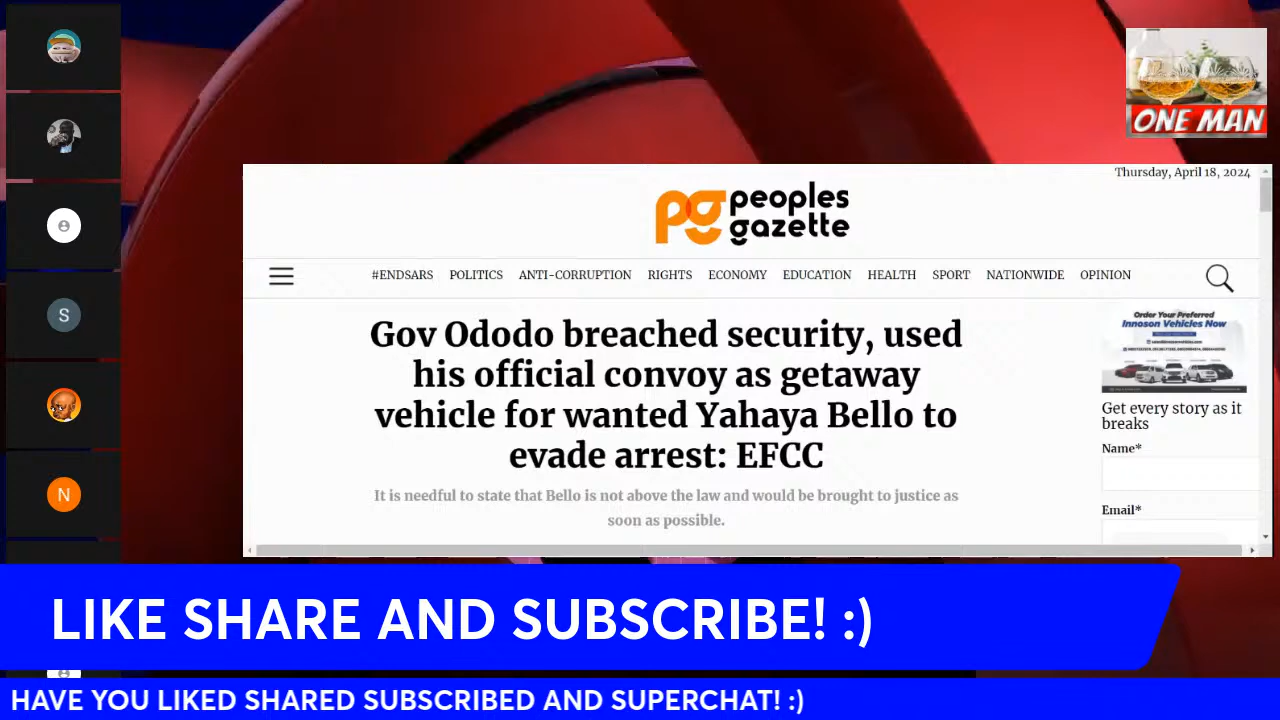 ONE MAN
Thursday, April 18, 2024
pg peoples
gazette
#ENDSARS POLITICS ANTI-CORRUPTION RIGHTS ECONOMY EDUCATION HEALTH SPORT NATIONWIDE OPINION
Gov Ododo breached security, used
his official convoy as getaway
vehicle for wanted Yahaya Bello to
evade arrest: EFCC
It is needful to state that Bello is not above the law and would be brought to justice as
soon as possible.
Order Your Preferred
Innoson Vehicles Now
Get every story as it
breaks
Name*
Email*
S
N
LIKE SHARE AND SUBSCRIBE! :)
HAVE YOU LIKED SHARED SUBSCRIBED AND SUPERCHAT! :)